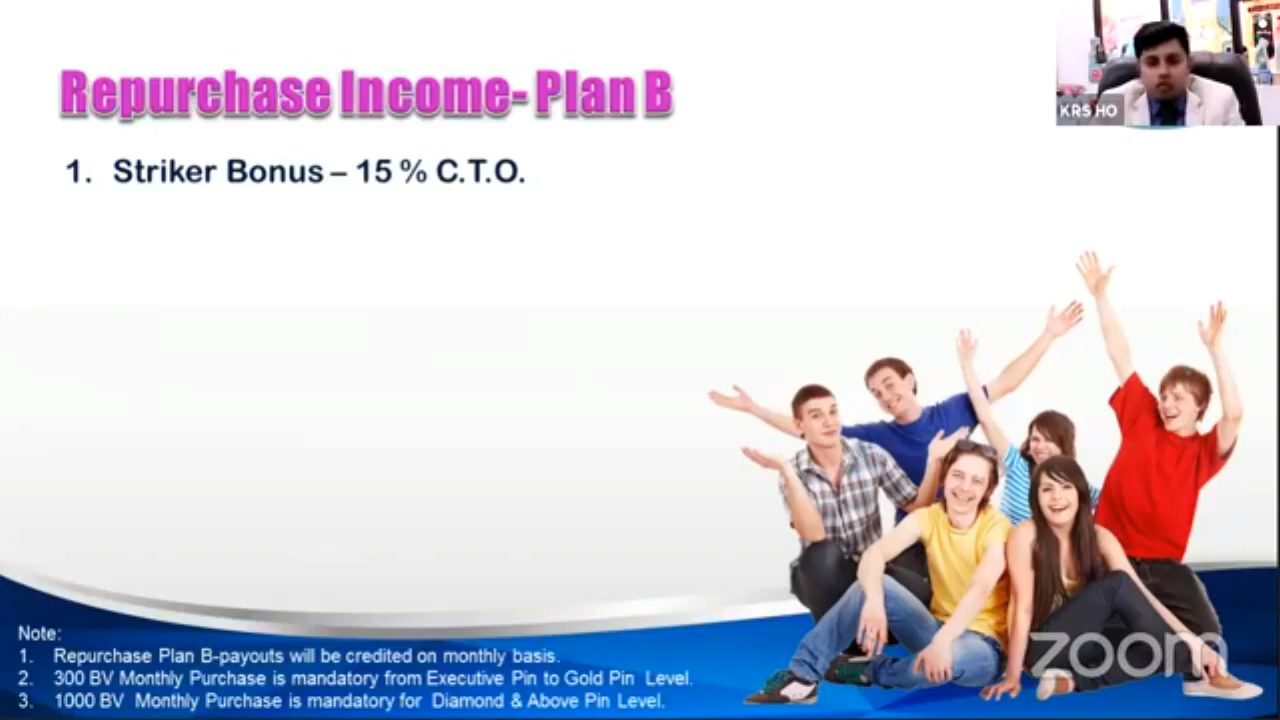 Repurchase Income- Plan B
KRS HO
1. Striker Bonus – 15 % C.T.O.
Note:
1. Repurchase Plan B-payouts will be credited on monthly basis.
2. 300 BV Monthly Purchase is mandatory from Executive Pin to Gold Pin Level.
3. 1000 BV Monthly Purchase is mandatory for Diamond & Above Pin Level.
zoom